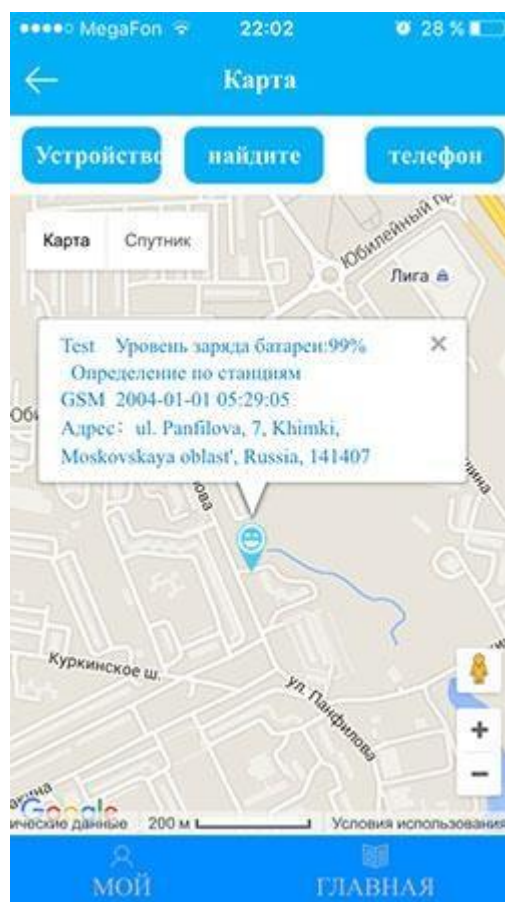 MegaFon 22:02 28 %
Карта
Устройство найдите телефон
Карта Спутник
Юбилейный пр.
Лига
Test Уровень заряда батареи:99%
Определение по станциям
GSM 2004-01-01 05:29:05
Адрес: ul. Panfilova, 7, Khimki,
Moskovskaya oblast', Russia, 141407
Куркинское ш.
ул. Панфилова
Google
200 м Условия использования
МОЙ ГЛАВНАЯ